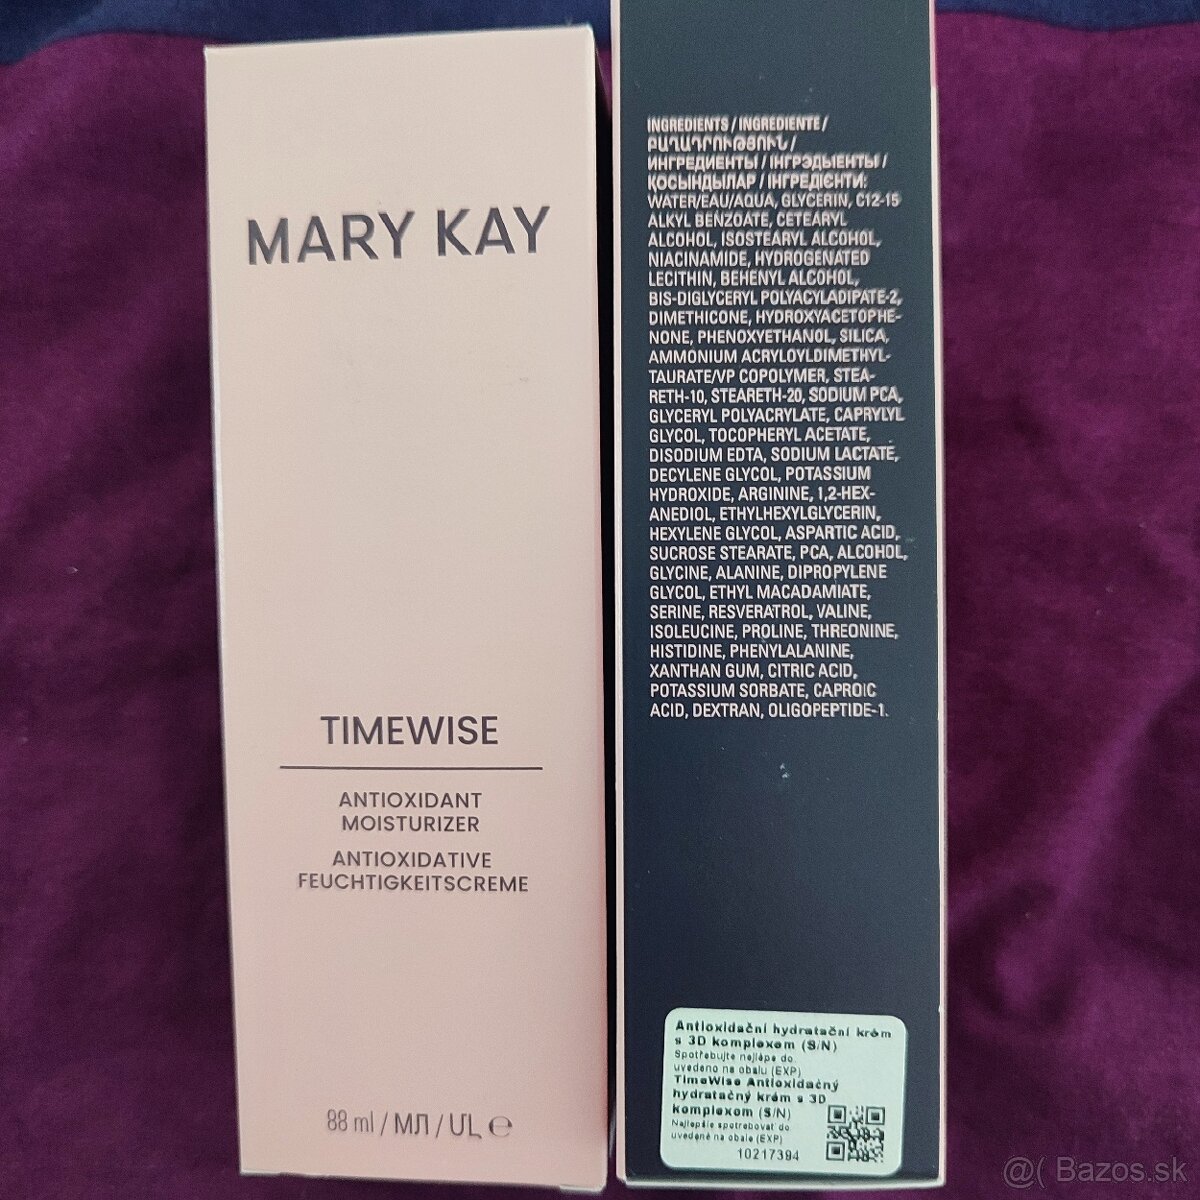 MARY KAY
TIMEWISE
ANTIOXIDANT
MOISTURIZER
ANTIOXIDATIVE
FEUCHTIGKEITSCREME
88 ml / МЛ / ՄԼ ℮
INGREDIENTS / INGREDIENTE /
ԲԱՂԱԴՐՈՒԹՅՈՒՆ /
ИНГРЕДИЕНТЫ / ІНГРЭДЫЕНТЫ /
ҚОСЫНДЫЛАР / ІНГРЕДІЄНТИ:
WATER/EAU/AQUA, GLYCERIN, C12-15
ALKYL BENZOATE, CETEARYL
ALCOHOL, ISOSTEARYL ALCOHOL,
NIACINAMIDE, HYDROGENATED
LECITHIN, BEHENYL ALCOHOL,
BIS-DIGLYCERYL POLYACYLADIPATE-2,
DIMETHICONE, HYDROXYACETOPHE-
NONE, PHENOXYETHANOL, SILICA,
AMMONIUM ACRYLOYLDIMETHYL-
TAURATE/VP COPOLYMER, STEA-
RETH-10, STEARETH-20, SODIUM PCA,
GLYCERYL POLYACRYLATE, CAPRYLYL
GLYCOL, TOCOPHERYL ACETATE,
DISODIUM EDTA, SODIUM LACTATE,
DECYLENE GLYCOL, POTASSIUM
HYDROXIDE, ARGININE, 1,2-HEX-
ANEDIOL, ETHYLHEXYLGLYCERIN,
HEXYLENE GLYCOL, ASPARTIC ACID,
SUCROSE STEARATE, PCA, ALCOHOL,
GLYCINE, ALANINE, DIPROPYLENE
GLYCOL, ETHYL MACADAMIATE,
SERINE, RESVERATROL, VALINE,
ISOLEUCINE, PROLINE, THREONINE,
HISTIDINE, PHENYLALANINE,
XANTHAN GUM, CITRIC ACID,
POTASSIUM SORBATE, CAPROIC
ACID, DEXTRAN, OLIGOPEPTIDE-1.
Antioxidační hydratační krém
s 3D komplexem (S/N)
Spotřebujte nejlépe do:
uvedeno na obalu (EXP)
TimeWise Antioxidačný
hydratačný krém s 3D
komplexom (S/N)
Najlepšie spotrebovať do:
uvedené na obale (EXP)
10217394
@( Bazos.sk